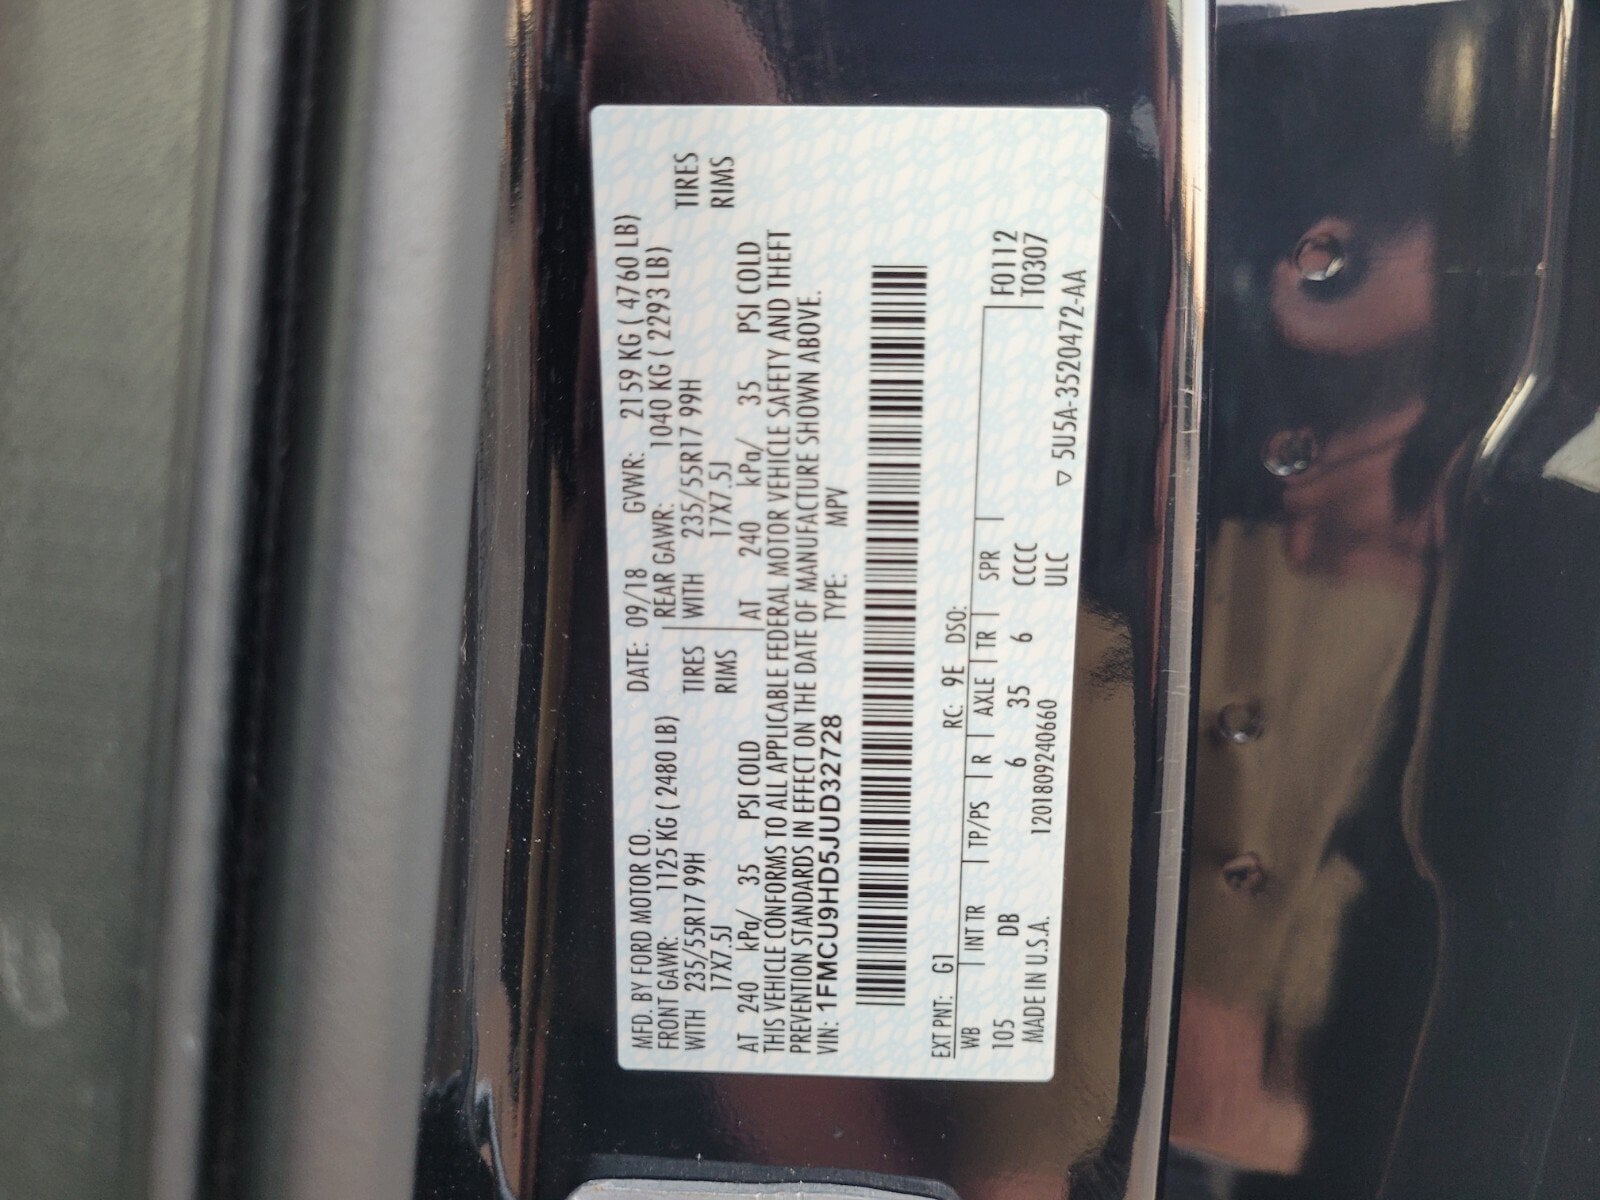 MFD. BY FORD MOTOR CO. DATE: 09/18 GVWR: 2159 KG ( 4760 LB)
FRONT GAWR: 1125 KG ( 2480 LB) REAR GAWR: 1040 KG ( 2293 LB)
WITH 235/55R17 99H TIRES WITH 235/55R17 99H TIRES
17X7.5J RIMS 17X7.5J RIMS
AT 240 kPa/ 35 PSI COLD AT 240 kPa/ 35 PSI COLD
THIS VEHICLE CONFORMS TO ALL APPLICABLE FEDERAL MOTOR VEHICLE SAFETY AND THEFT
PREVENTION STANDARDS IN EFFECT ON THE DATE OF MANUFACTURE SHOWN ABOVE.
VIN: 1FMCU9HD5JUD32728 TYPE: MPV
EXT PNT: G1 RC: 9E DSO: F0112
WB INT TR TP/PS R AXLE TR SPR T0307
105 DB 6 35 6 CCCC
MADE IN U.S.A. 120180924O660 ULC ▽ 5U5A-3520472-AA